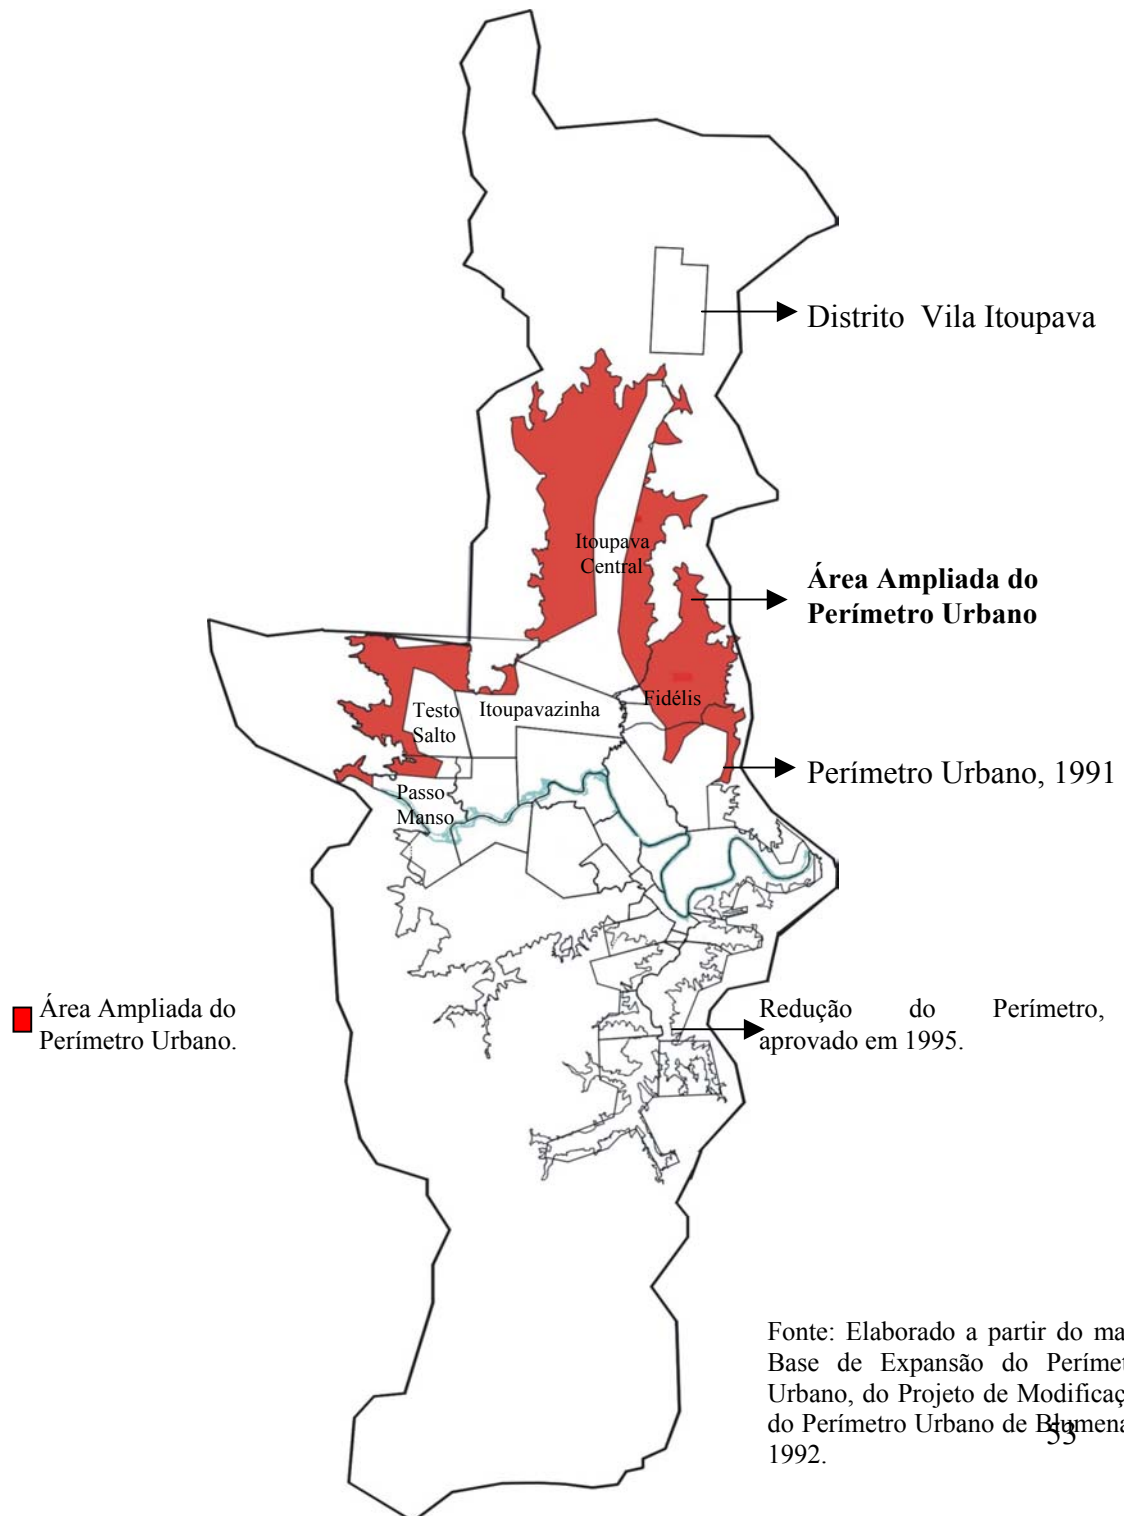 Distrito Vila Itoupava
Itoupava
Central
Área Ampliada do
Perímetro Urbano
Fidélis
Testo
Salto
Itoupavazinha
Perímetro Urbano, 1991
Passo
Manso
Área Ampliada do
Perímetro Urbano.
Redução do Perímetro,
aprovado em 1995.
Fonte: Elaborado a partir do ma
Base de Expansão do Períme
Urbano, do Projeto de Modificaç
do Perímetro Urbano de Blumena
1992.
53